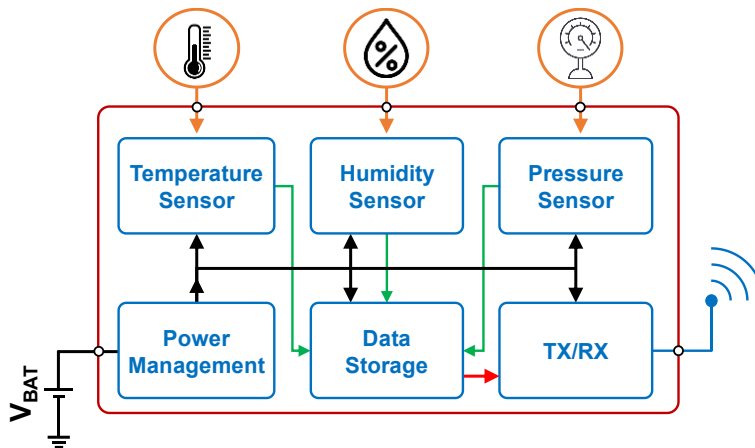 %
Temperature
Sensor
Humidity
Sensor
Pressure
Sensor
Power
Management
Data
Storage
TX/RX
VBAT